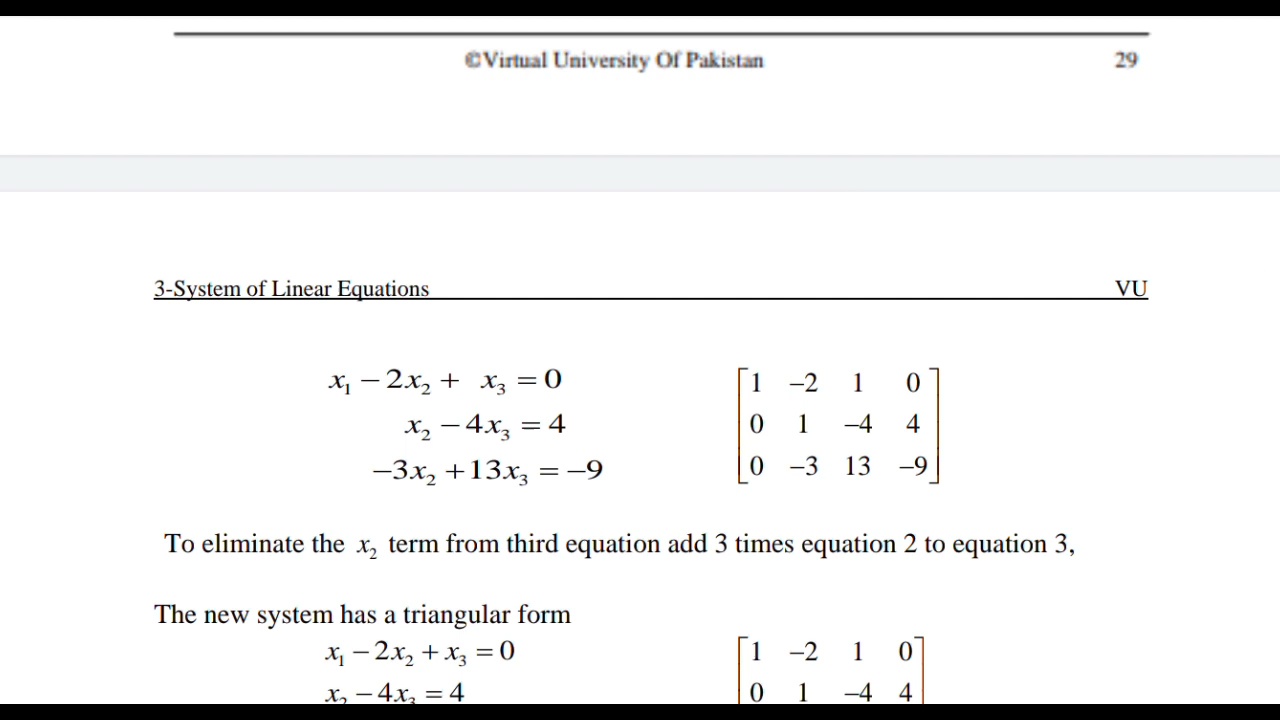 ©Virtual University Of Pakistan 29
3-System of Linear Equations VU
x₁ − 2x₂ + x₃ = 0
x₂ − 4x₃ = 4
−3x₂ + 13x₃ = −9
1 −2 1 0
0 1 −4 4
0 −3 13 −9
To eliminate the x₂ term from third equation add 3 times equation 2 to equation 3,
The new system has a triangular form
x₁ − 2x₂ + x₃ = 0
x₂ − 4x₃ = 4
1 −2 1 0
0 1 −4 4